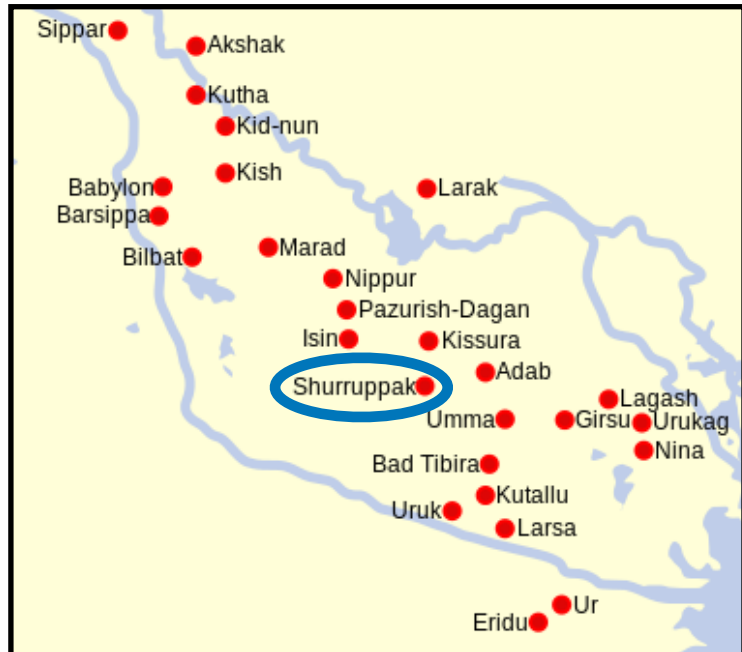 Sippar
Akshak
Kutha
Kid-nun
Kish
Babylon
Larak
Barsippa
Marad
Bilbat
Nippur
Pazurish-Dagan
Isin
Kissura
Adab
Shurruppak
Lagash
Umma
Girsu
Urukag
Nina
Bad Tibira
Kutallu
Uruk
Larsa
Ur
Eridu